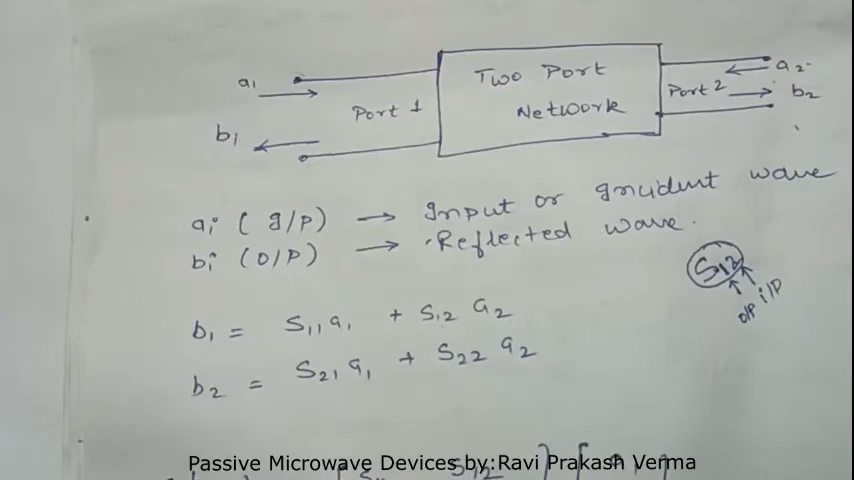 a1 Two Port a2
Port 1 Network Port 2 b2
b1
ai ( I/P) → Input or Incident wave
bi (O/P) → Reflected wave.
S12
O/P i/P
b1 = S11 a1 + S12 a2
b2 = S21 a1 + S22 a2
S12
Passive Microwave Devices by:Ravi Prakash Verma